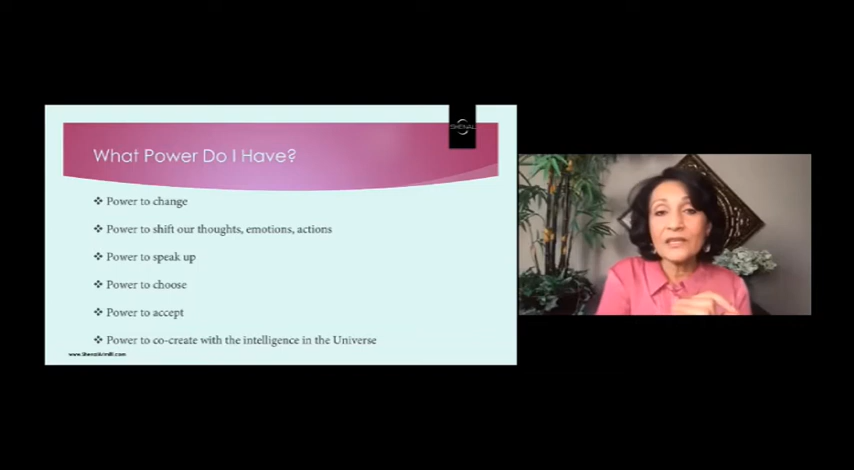 SHENAL
What Power Do I Have?
❖ Power to change
❖ Power to shift our thoughts, emotions, actions
❖ Power to speak up
❖ Power to choose
❖ Power to accept
❖ Power to co-create with the intelligence in the Universe